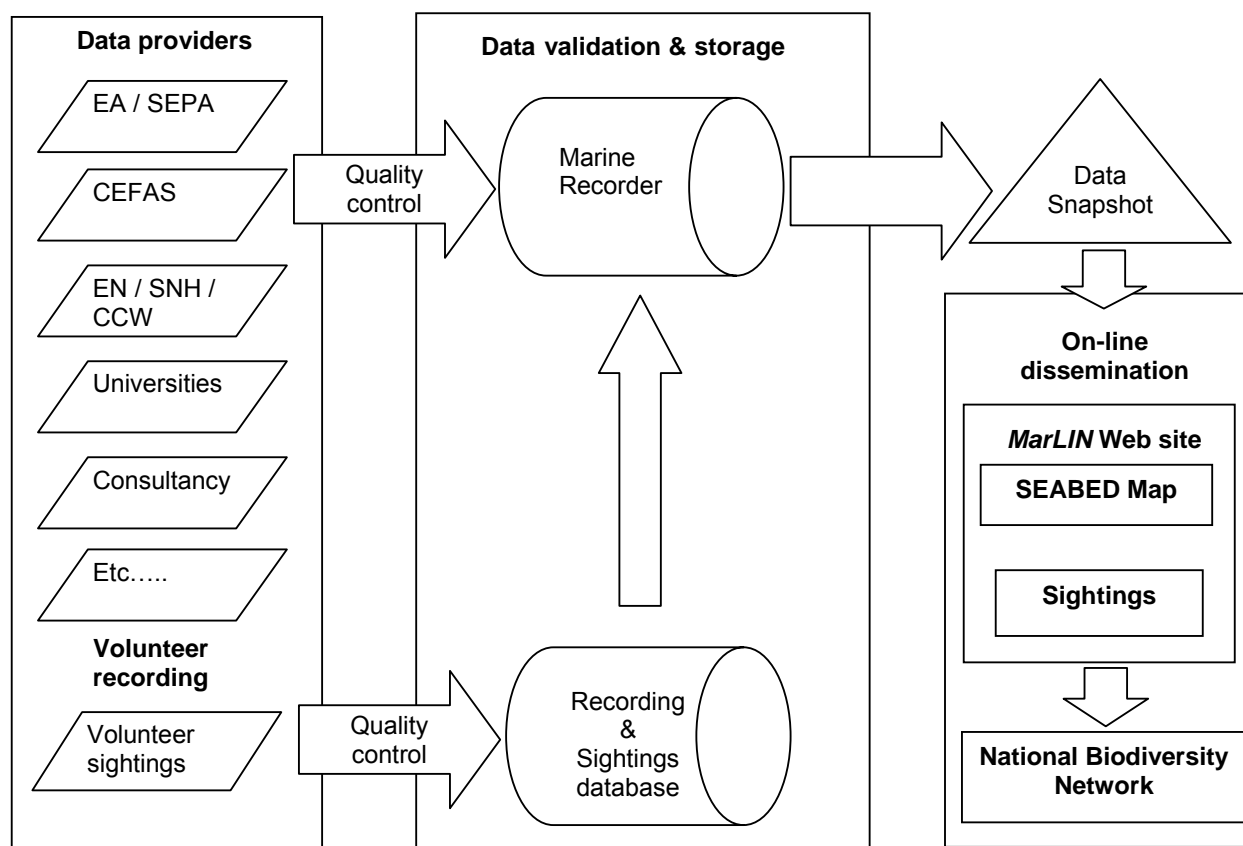 Data providers
EA / SEPA
CEFAS
EN / SNH /
CCW
Universities
Consultancy
Etc…..
Volunteer
recording
Volunteer
sightings
Quality
control
Quality
control
Data validation & storage
Marine
Recorder
Recording
&
Sightings
database
Data
Snapshot
On-line
dissemination
MarLIN Web site
SEABED Map
Sightings
National Biodiversity
Network